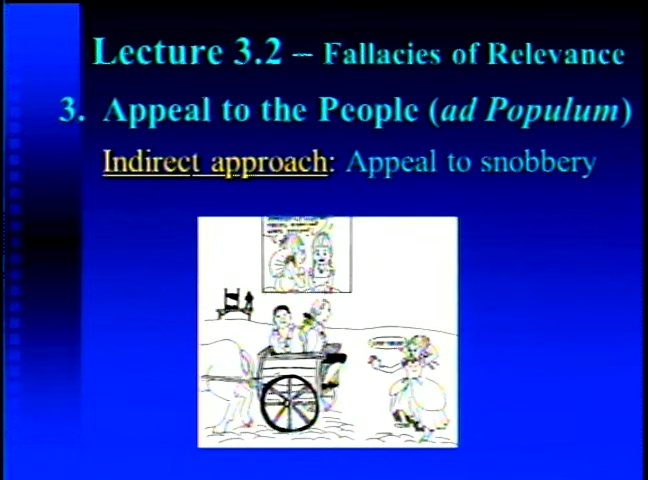 Lecture 3.2 – Fallacies of Relevance
3. Appeal to the People (ad Populum)
Indirect approach: Appeal to snobbery